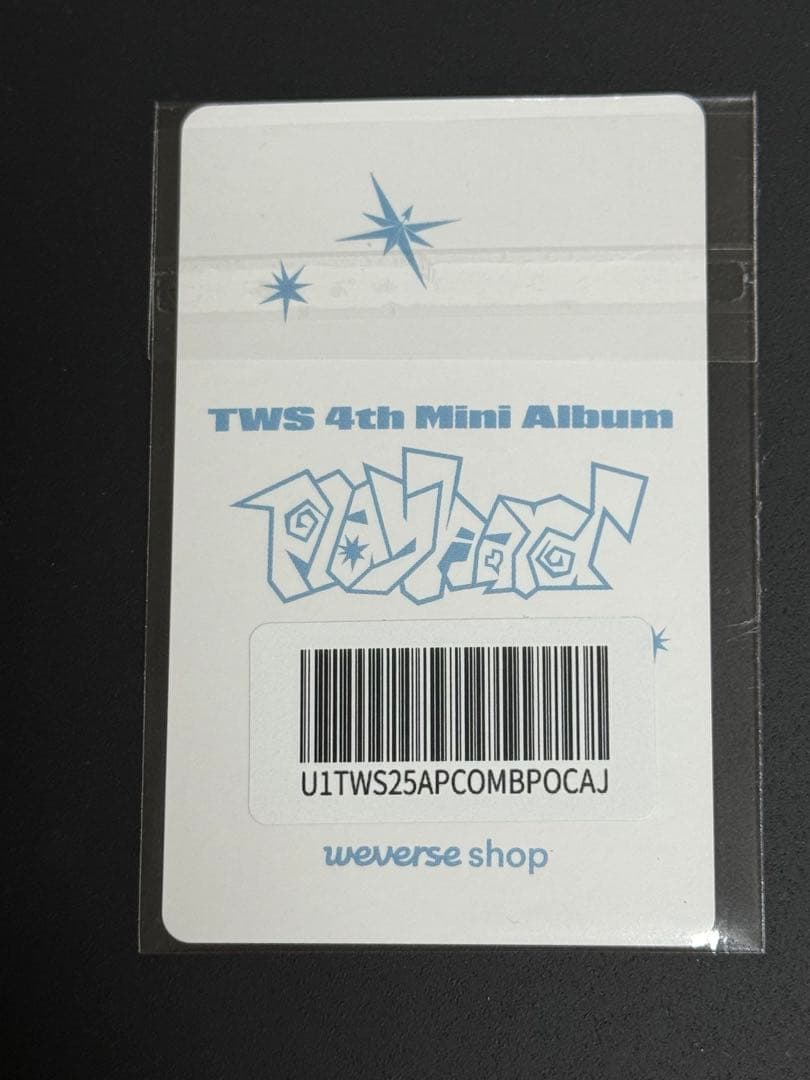 TWS 4th Mini Album
play hard
U1TWS25APCOMBPOCAJ
weverse shop